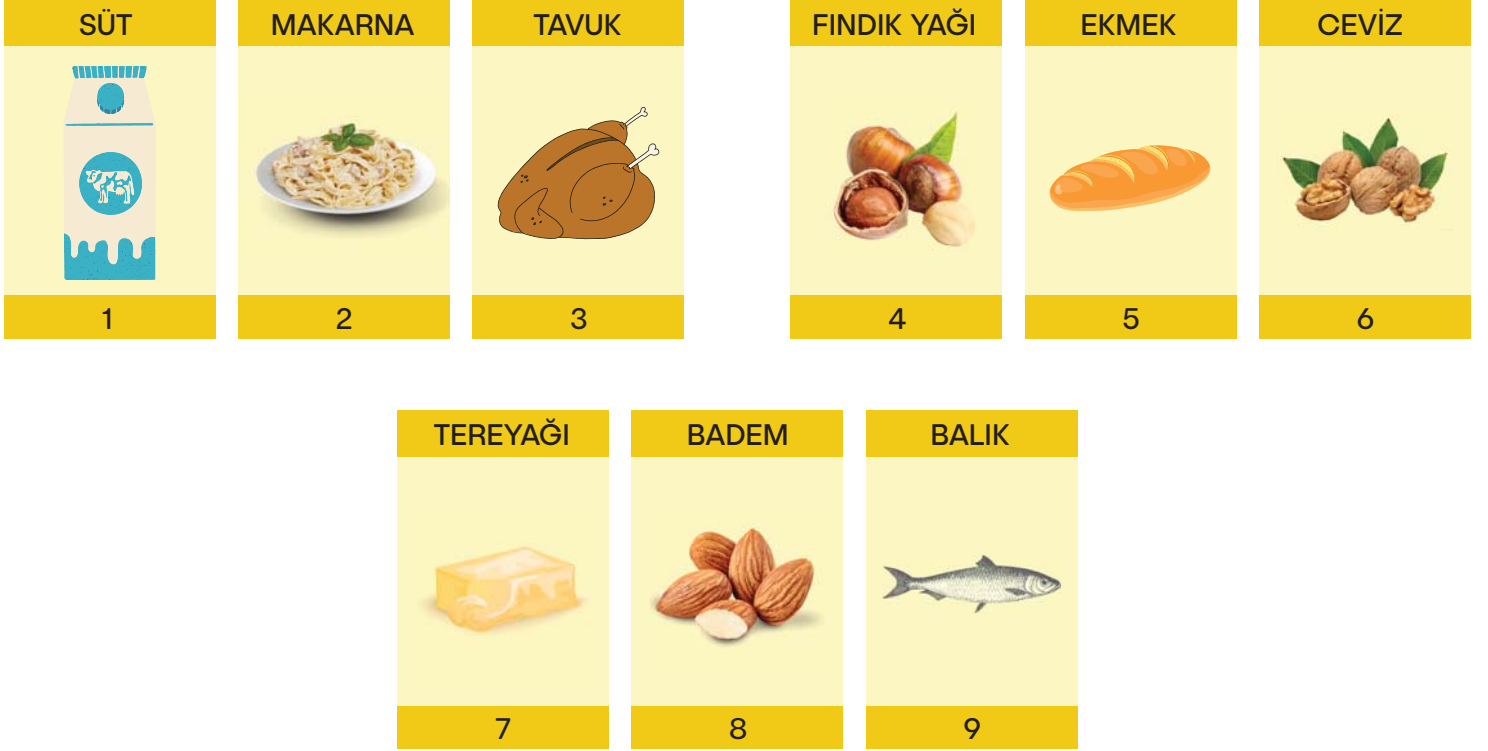 SÜT
MAKARNA
TAVUK
FINDIK YAĞI
EKMEK
CEVİZ
1
2
3
4
5
6
TEREYAĞI
BADEM
BALIK
7
8
9